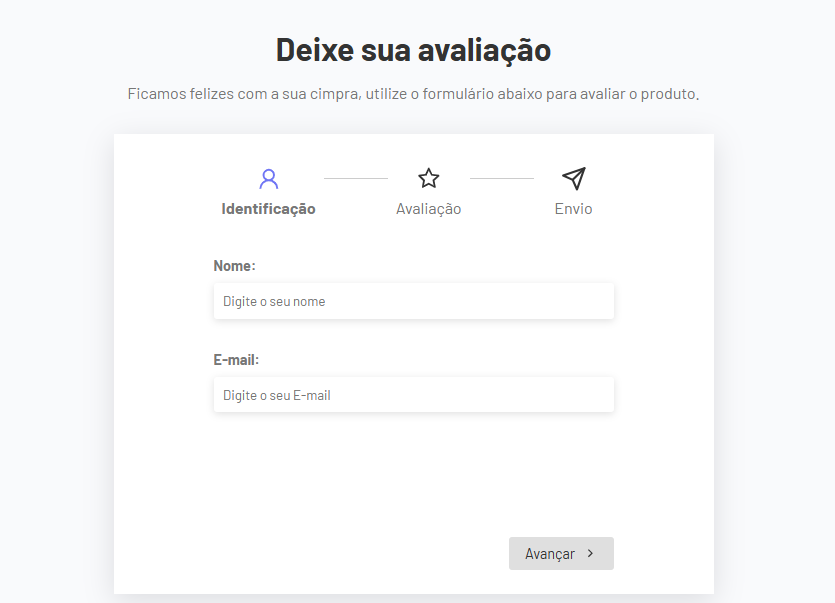 Deixe sua avaliação
Ficamos felizes com a sua cimpra, utilize o formulário abaixo para avaliar o produto.
Identificação
Avaliação
Envio
Nome:
Digite o seu nome
E-mail:
Digite o seu E-mail
Avançar